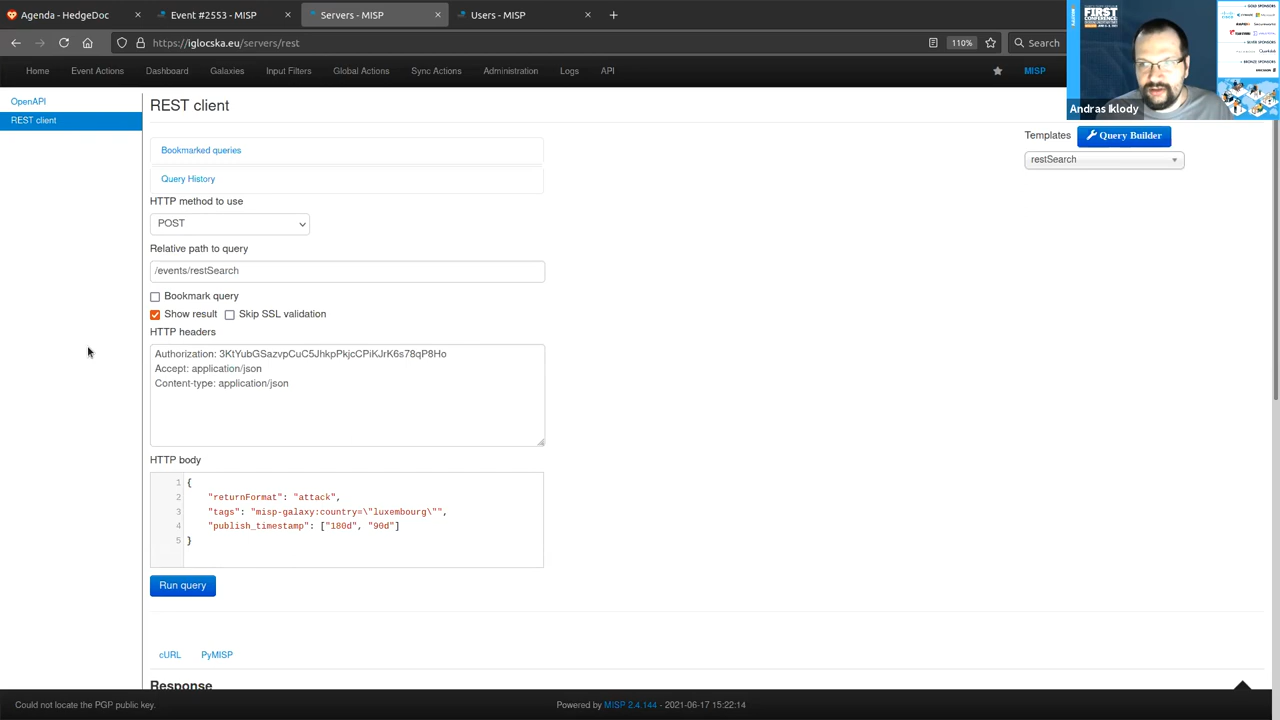 Agenda - HedgeDoc
Event #2553 - MISP
Servers - MISP
https://iglocska.eu/servers/rest
110%
Search
Home
Event Actions
Dashboard
Galaxies
Input Filters
Global Actions
Sync
Administration
Logs
API
MISP
FIRST
CONFERENCE
Andras Iklody
OpenAPI
REST client
REST client
Bookmarked queries
Query History
Templates
Query Builder
restSearch
HTTP method to use
POST
Relative path to query
/events/restSearch
Bookmark query
Show result
Skip SSL validation
HTTP headers
Authorization: 3KtYubGSazvpCuC5JhkpPkjcCPiKJrK6s78qP8Ho
Accept: application/json
Content-type: application/json
HTTP body
1 {
2 "returnFormat": "attack",
3 "tags": "misp-galaxy:country=\"luxembourg\"",
4 "publish_timestamp": ["180d", "90d"]
5 }
Run query
cURL
PyMISP
Response
Could not locate the PGP public key.
Powered by MISP 2.4.144 - 2021-06-17 15:22:14